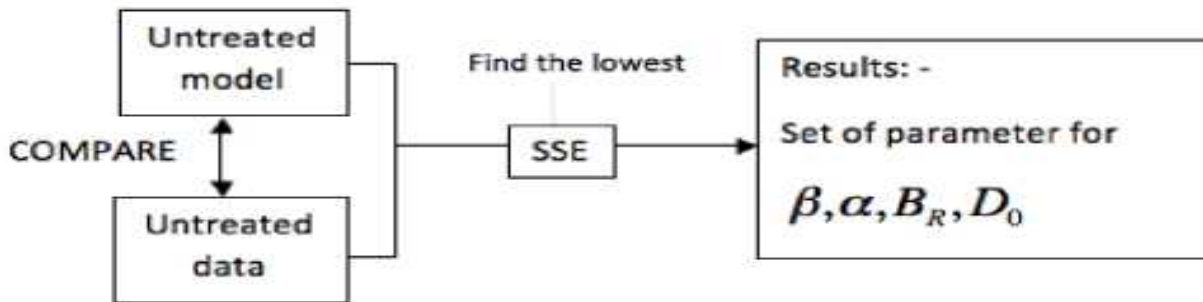 Untreated
model
COMPARE
Untreated
data
Find the lowest
SSE
Results: -
Set of parameter for
β,α,B_R,D_0